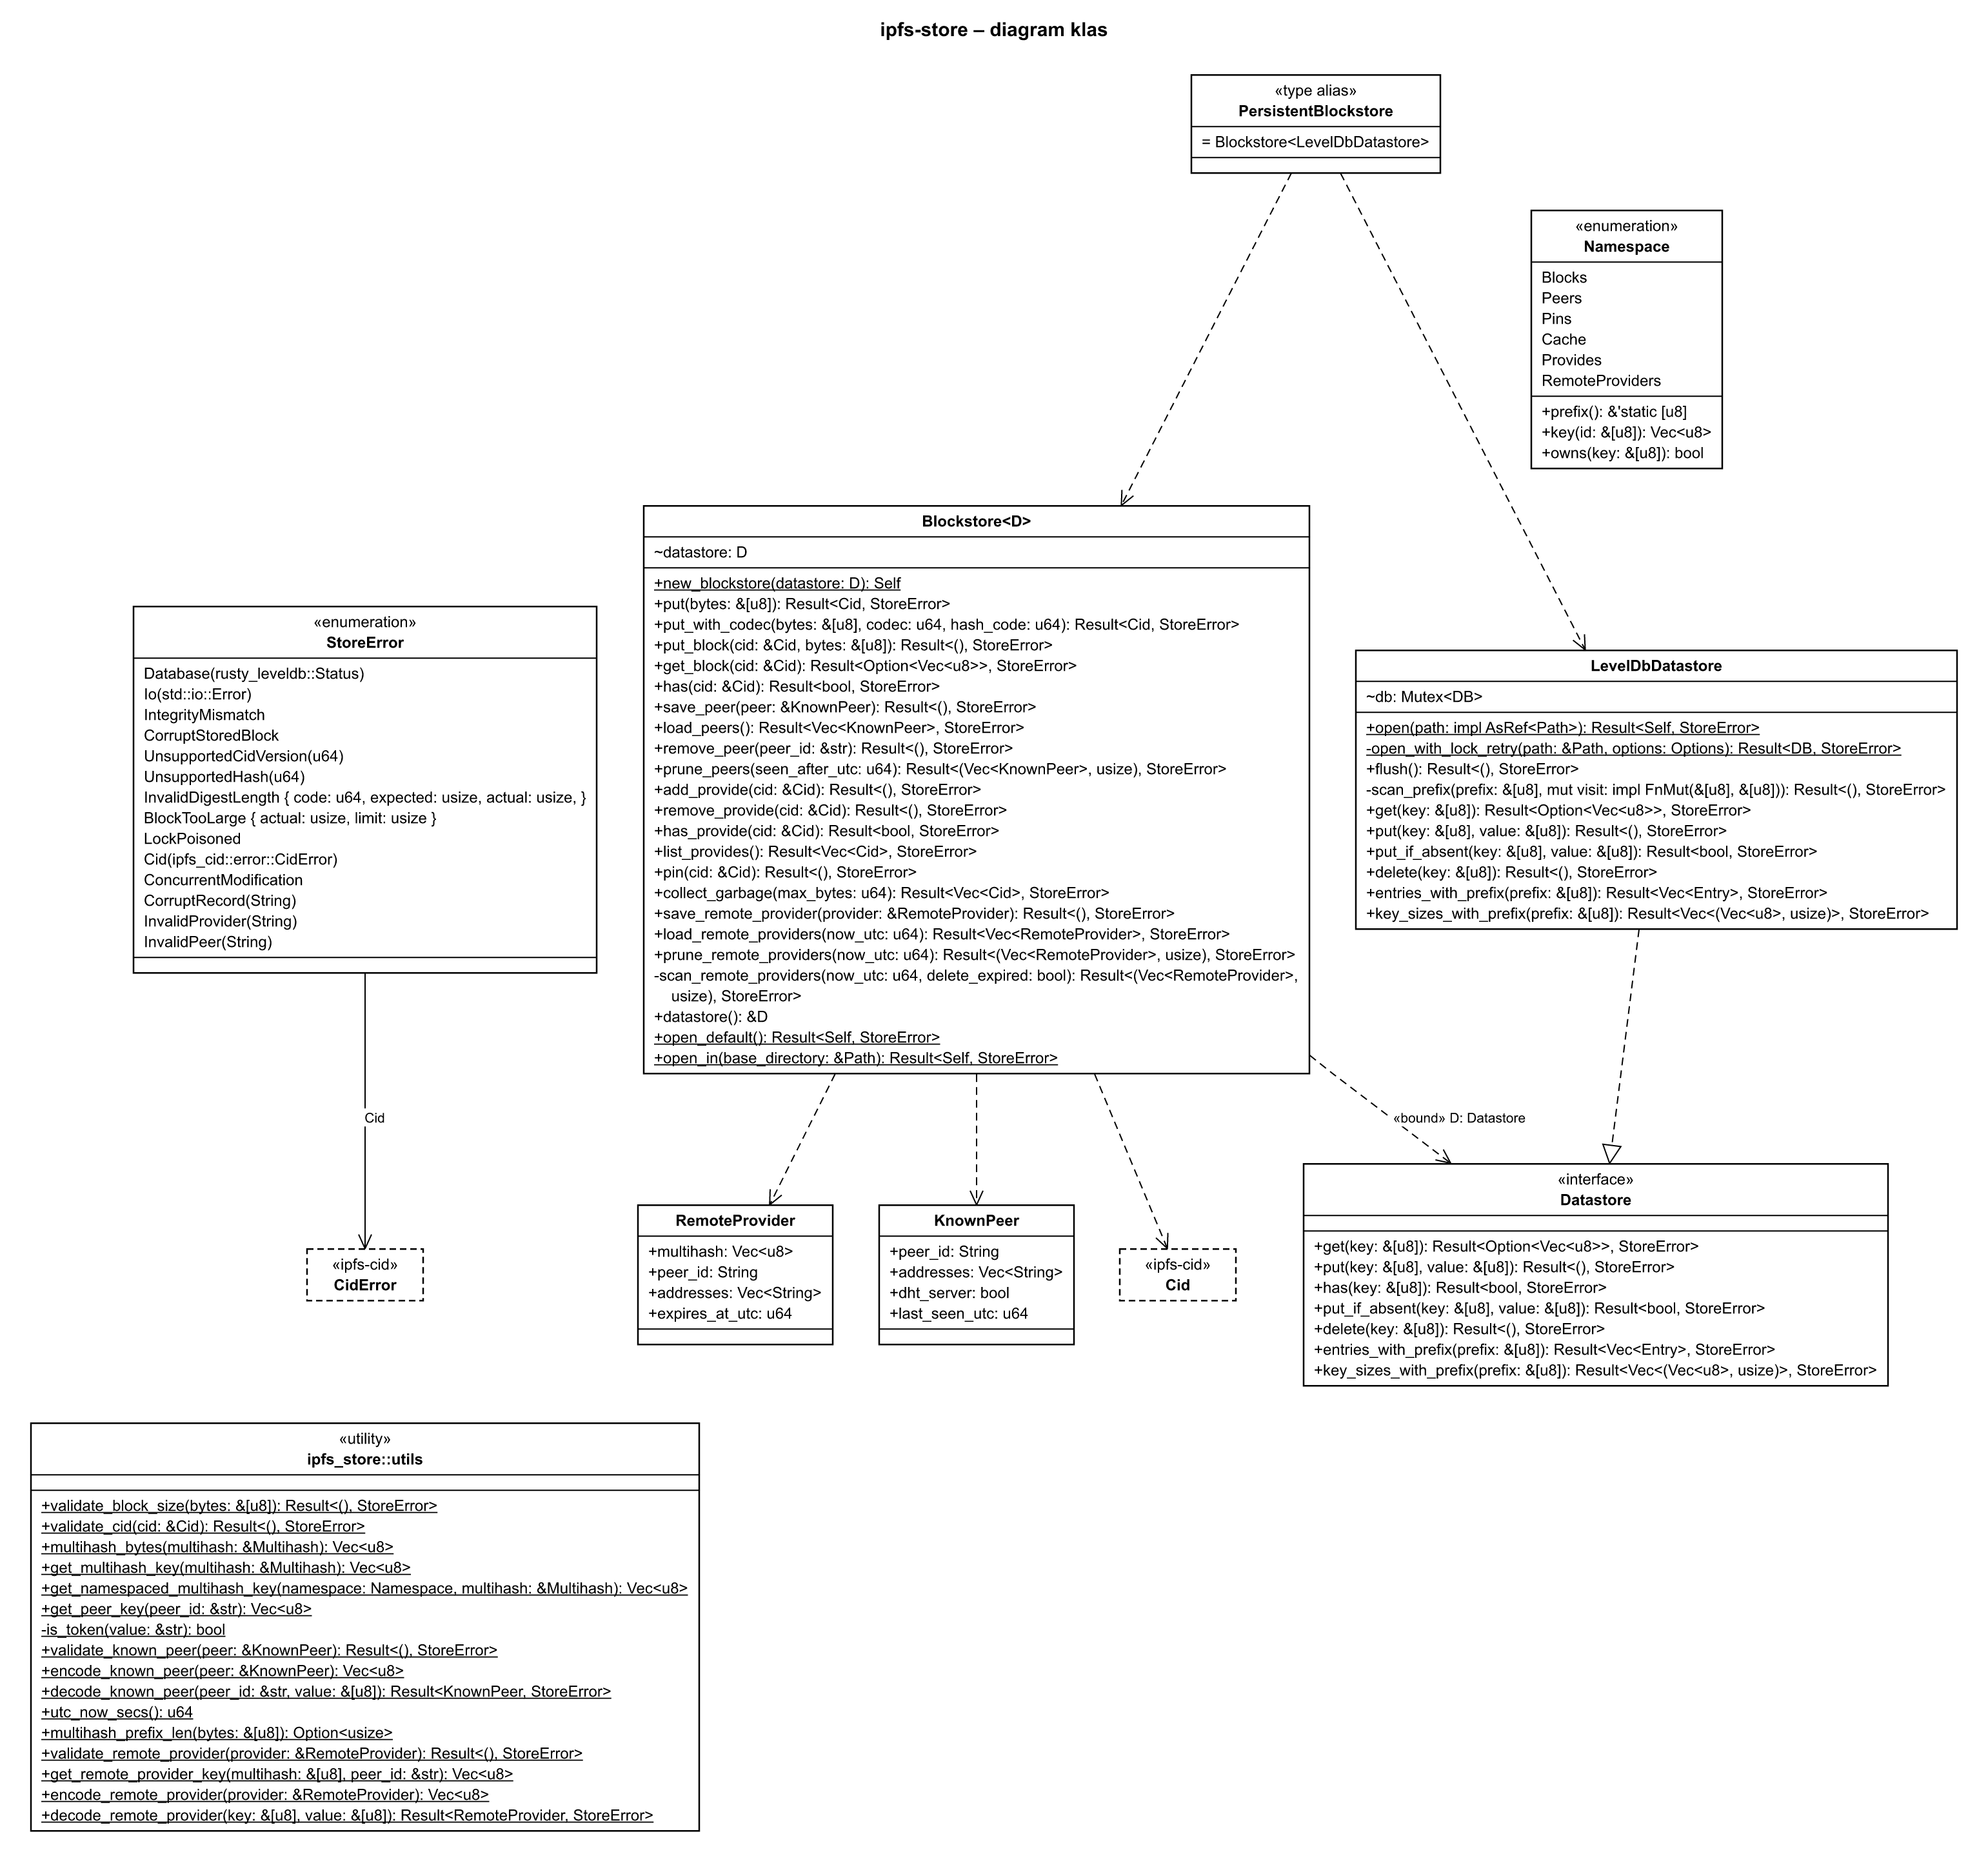 ipfs-store – diagram klas
«type alias»
PersistentBlockstore
= Blockstore<LevelDbDatastore>
«enumeration»
Namespace
Blocks
Peers
Pins
Cache
Provides
RemoteProviders
+prefix(): &'static [u8]
+key(id: &[u8]): Vec<u8>
+owns(key: &[u8]): bool
Blockstore<D>
~datastore: D
+new_blockstore(datastore: D): Self
+put(bytes: &[u8]): Result<Cid, StoreError>
+put_with_codec(bytes: &[u8], codec: u64, hash_code: u64): Result<Cid, StoreError>
+put_block(cid: &Cid, bytes: &[u8]): Result<(), StoreError>
+get_block(cid: &Cid): Result<Option<Vec<u8>>, StoreError>
+has(cid: &Cid): Result<bool, StoreError>
+save_peer(peer: &KnownPeer): Result<(), StoreError>
+load_peers(): Result<Vec<KnownPeer>, StoreError>
+remove_peer(peer_id: &str): Result<(), StoreError>
+prune_peers(seen_after_utc: u64): Result<(Vec<KnownPeer>, usize), StoreError>
+add_provide(cid: &Cid): Result<(), StoreError>
+remove_provide(cid: &Cid): Result<(), StoreError>
+has_provide(cid: &Cid): Result<bool, StoreError>
+list_provides(): Result<Vec<Cid>, StoreError>
+pin(cid: &Cid): Result<(), StoreError>
+collect_garbage(max_bytes: u64): Result<Vec<Cid>, StoreError>
+save_remote_provider(provider: &RemoteProvider): Result<(), StoreError>
+load_remote_providers(now_utc: u64): Result<Vec<RemoteProvider>, StoreError>
+prune_remote_providers(now_utc: u64): Result<(Vec<RemoteProvider>, usize), StoreError>
-scan_remote_providers(now_utc: u64, delete_expired: bool): Result<(Vec<RemoteProvider>,
usize), StoreError>
+datastore(): &D
+open_default(): Result<Self, StoreError>
+open_in(base_directory: &Path): Result<Self, StoreError>
«enumeration»
StoreError
Database(rusty_leveldb::Status)
Io(std::io::Error)
IntegrityMismatch
CorruptStoredBlock
UnsupportedCidVersion(u64)
UnsupportedHash(u64)
InvalidDigestLength { code: u64, expected: usize, actual: usize, }
BlockTooLarge { actual: usize, limit: usize }
LockPoisoned
Cid(ipfs_cid::error::CidError)
ConcurrentModification
CorruptRecord(String)
InvalidProvider(String)
InvalidPeer(String)
LevelDbDatastore
~db: Mutex<DB>
+open(path: impl AsRef<Path>): Result<Self, StoreError>
-open_with_lock_retry(path: &Path, options: Options): Result<DB, StoreError>
+flush(): Result<(), StoreError>
-scan_prefix(prefix: &[u8], mut visit: impl FnMut(&[u8], &[u8])): Result<(), StoreError>
+get(key: &[u8]): Result<Option<Vec<u8>>, StoreError>
+put(key: &[u8], value: &[u8]): Result<(), StoreError>
+put_if_absent(key: &[u8], value: &[u8]): Result<bool, StoreError>
+delete(key: &[u8]): Result<(), StoreError>
+entries_with_prefix(prefix: &[u8]): Result<Vec<Entry>, StoreError>
+key_sizes_with_prefix(prefix: &[u8]): Result<Vec<(Vec<u8>, usize)>, StoreError>
Cid
«bound» D: Datastore
«ipfs-cid»
CidError
RemoteProvider
+multihash: Vec<u8>
+peer_id: String
+addresses: Vec<String>
+expires_at_utc: u64
KnownPeer
+peer_id: String
+addresses: Vec<String>
+dht_server: bool
+last_seen_utc: u64
«ipfs-cid»
Cid
«interface»
Datastore
+get(key: &[u8]): Result<Option<Vec<u8>>, StoreError>
+put(key: &[u8], value: &[u8]): Result<(), StoreError>
+has(key: &[u8]): Result<bool, StoreError>
+put_if_absent(key: &[u8], value: &[u8]): Result<bool, StoreError>
+delete(key: &[u8]): Result<(), StoreError>
+entries_with_prefix(prefix: &[u8]): Result<Vec<Entry>, StoreError>
+key_sizes_with_prefix(prefix: &[u8]): Result<Vec<(Vec<u8>, usize)>, StoreError>
«utility»
ipfs_store::utils
+validate_block_size(bytes: &[u8]): Result<(), StoreError>
+validate_cid(cid: &Cid): Result<(), StoreError>
+multihash_bytes(multihash: &Multihash): Vec<u8>
+get_multihash_key(multihash: &Multihash): Vec<u8>
+get_namespaced_multihash_key(namespace: Namespace, multihash: &Multihash): Vec<u8>
+get_peer_key(peer_id: &str): Vec<u8>
-is_token(value: &str): bool
+validate_known_peer(peer: &KnownPeer): Result<(), StoreError>
+encode_known_peer(peer: &KnownPeer): Vec<u8>
+decode_known_peer(peer_id: &str, value: &[u8]): Result<KnownPeer, StoreError>
+utc_now_secs(): u64
+multihash_prefix_len(bytes: &[u8]): Option<usize>
+validate_remote_provider(provider: &RemoteProvider): Result<(), StoreError>
+get_remote_provider_key(multihash: &[u8], peer_id: &str): Vec<u8>
+encode_remote_provider(provider: &RemoteProvider): Vec<u8>
+decode_remote_provider(key: &[u8], value: &[u8]): Result<RemoteProvider, StoreError>